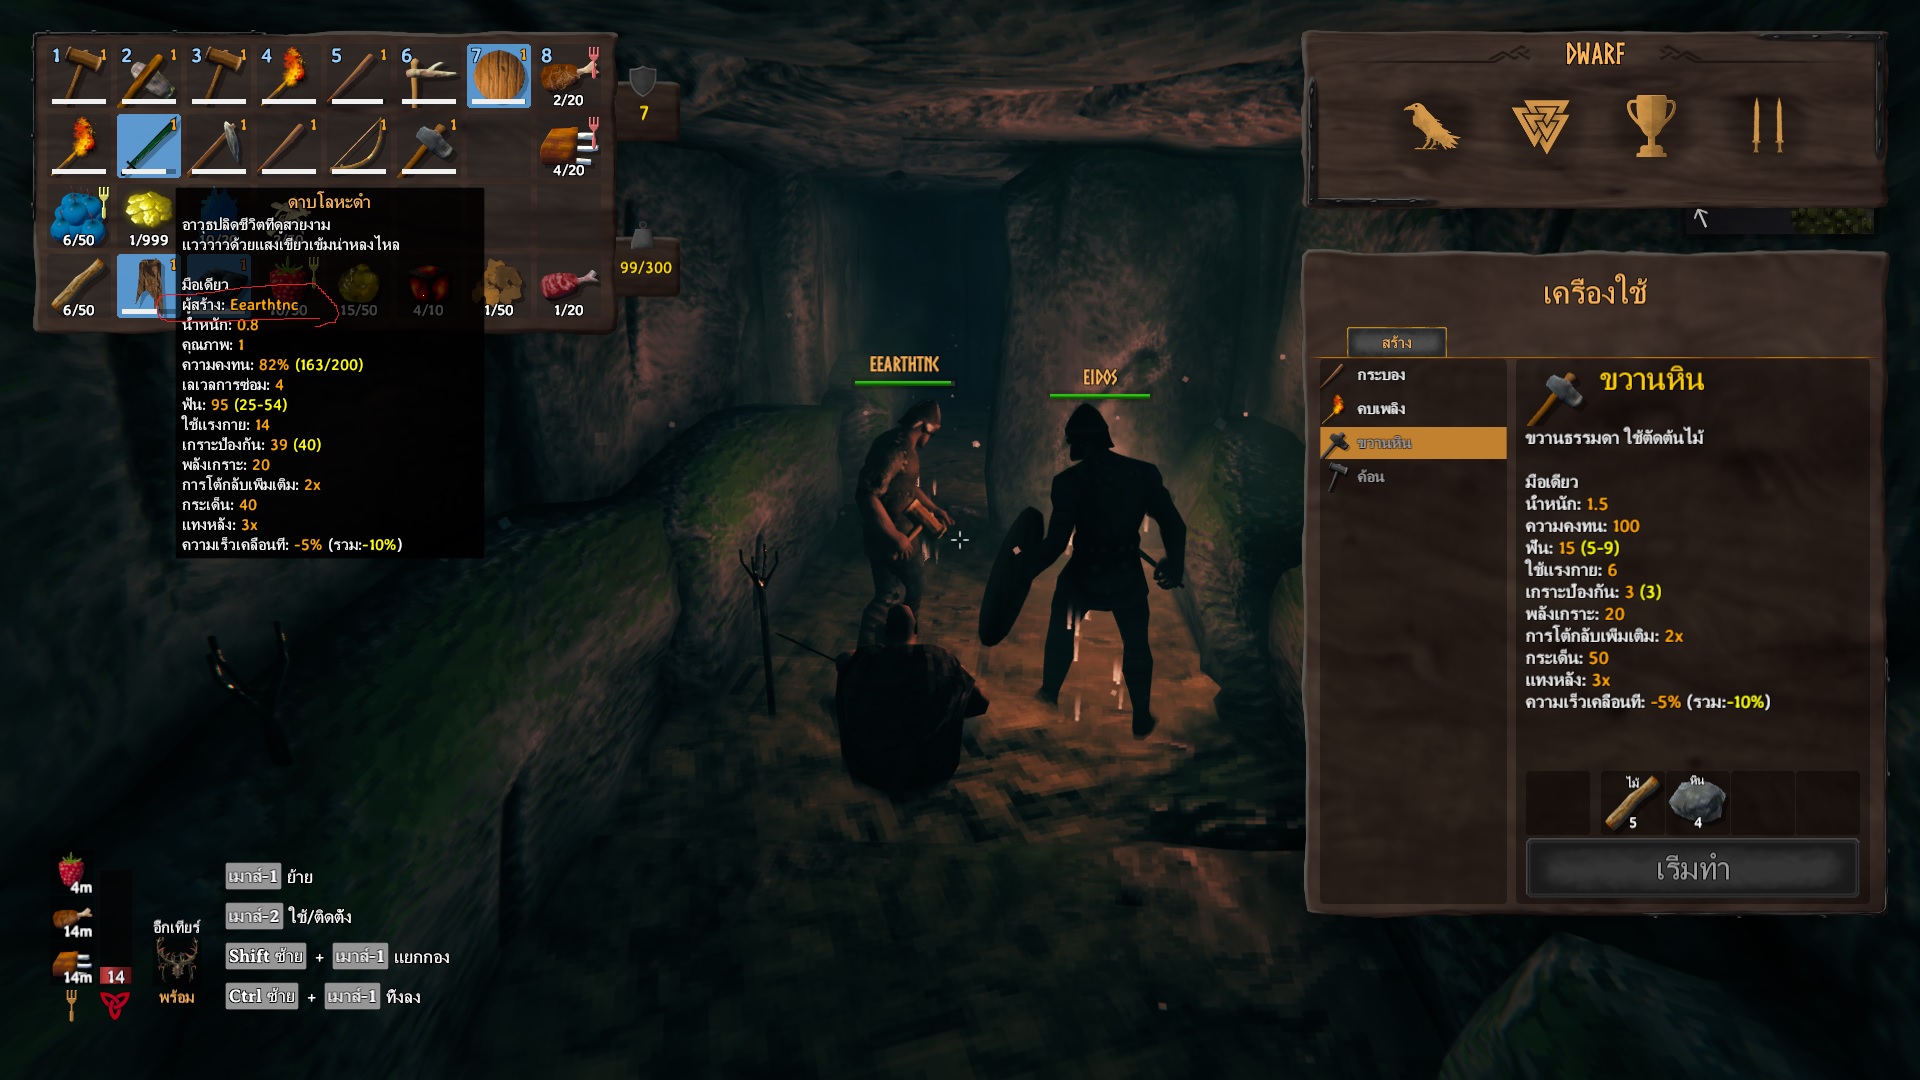 1 1 2 1 3 1 4 5 1 6 7 1 8
2/20
7
1 1 1 1 1
4/20
6/50 1/999
ดาบโลหะดำ
อาวุธปลิดชีวิตที่ดูสวยงาม
แวววาวด้วยแสงเขียวเข้มน่าหลงไหล
99/300
1 1
มือเดียว
ผู้สร้าง: Eearthtnc
6/50 10/50 15/50 4/10 1/50 1/20
น้ำหนัก: 0.8
คุณภาพ: 1
ความคงทน: 82% (163/200)
เลเวลการซ่อม: 4
ฟัน: 95 (25-54)
ใช้แรงกาย: 14
เกราะป้องกัน: 39 (40)
พลังเกราะ: 20
การโต้กลับเพิ่มเติม: 2x
กระเด็น: 40
แทงหลัง: 3x
ความเร็วเคลื่อนที่: -5% (รวม:-10%)
EEARTHTNC
EIDOS
DWARF
เครื่องใช้
สร้าง
กระบอง
คบเพลิง
ขวานหิน
ค้อน
ขวานหิน
ขวานธรรมดา ใช้ตัดต้นไม้
มือเดียว
น้ำหนัก: 1.5
ความคงทน: 100
ฟัน: 15 (5-9)
ใช้แรงกาย: 6
เกราะป้องกัน: 3 (3)
พลังเกราะ: 20
การโต้กลับเพิ่มเติม: 2x
กระเด็น: 50
แทงหลัง: 3x
ความเร็วเคลื่อนที่: -5% (รวม:-10%)
ไม้ หิน
5 4
เริ่มทำ
4m
14m
14m 14
อีกเทียร์
พร้อม
เมาส์-1 ย้าย
เมาส์-2 ใช้/ติดตั้ง
Shift ซ้าย + เมาส์-1 แยกกอง
Ctrl ซ้าย + เมาส์-1 ทิ้งลง